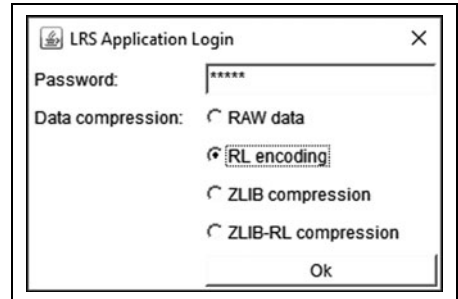 LRS Application Login
Password: *****
Data compression: RAW data
RL encoding
ZLIB compression
ZLIB-RL compression
Ok